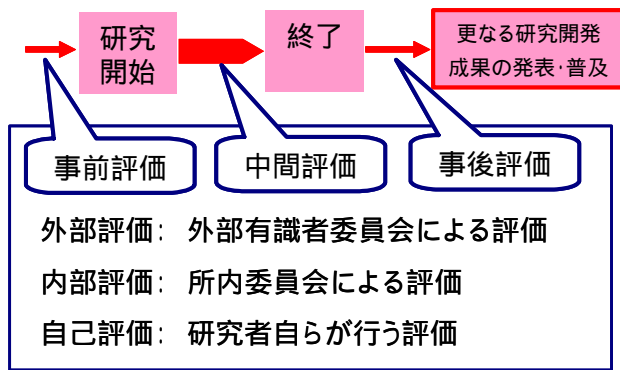 研究
開始
終了
更なる研究開発
成果の発表・普及
事前評価
中間評価
事後評価
外部評価： 外部有識者委員会による評価
内部評価： 所内委員会による評価
自己評価： 研究者自らが行う評価